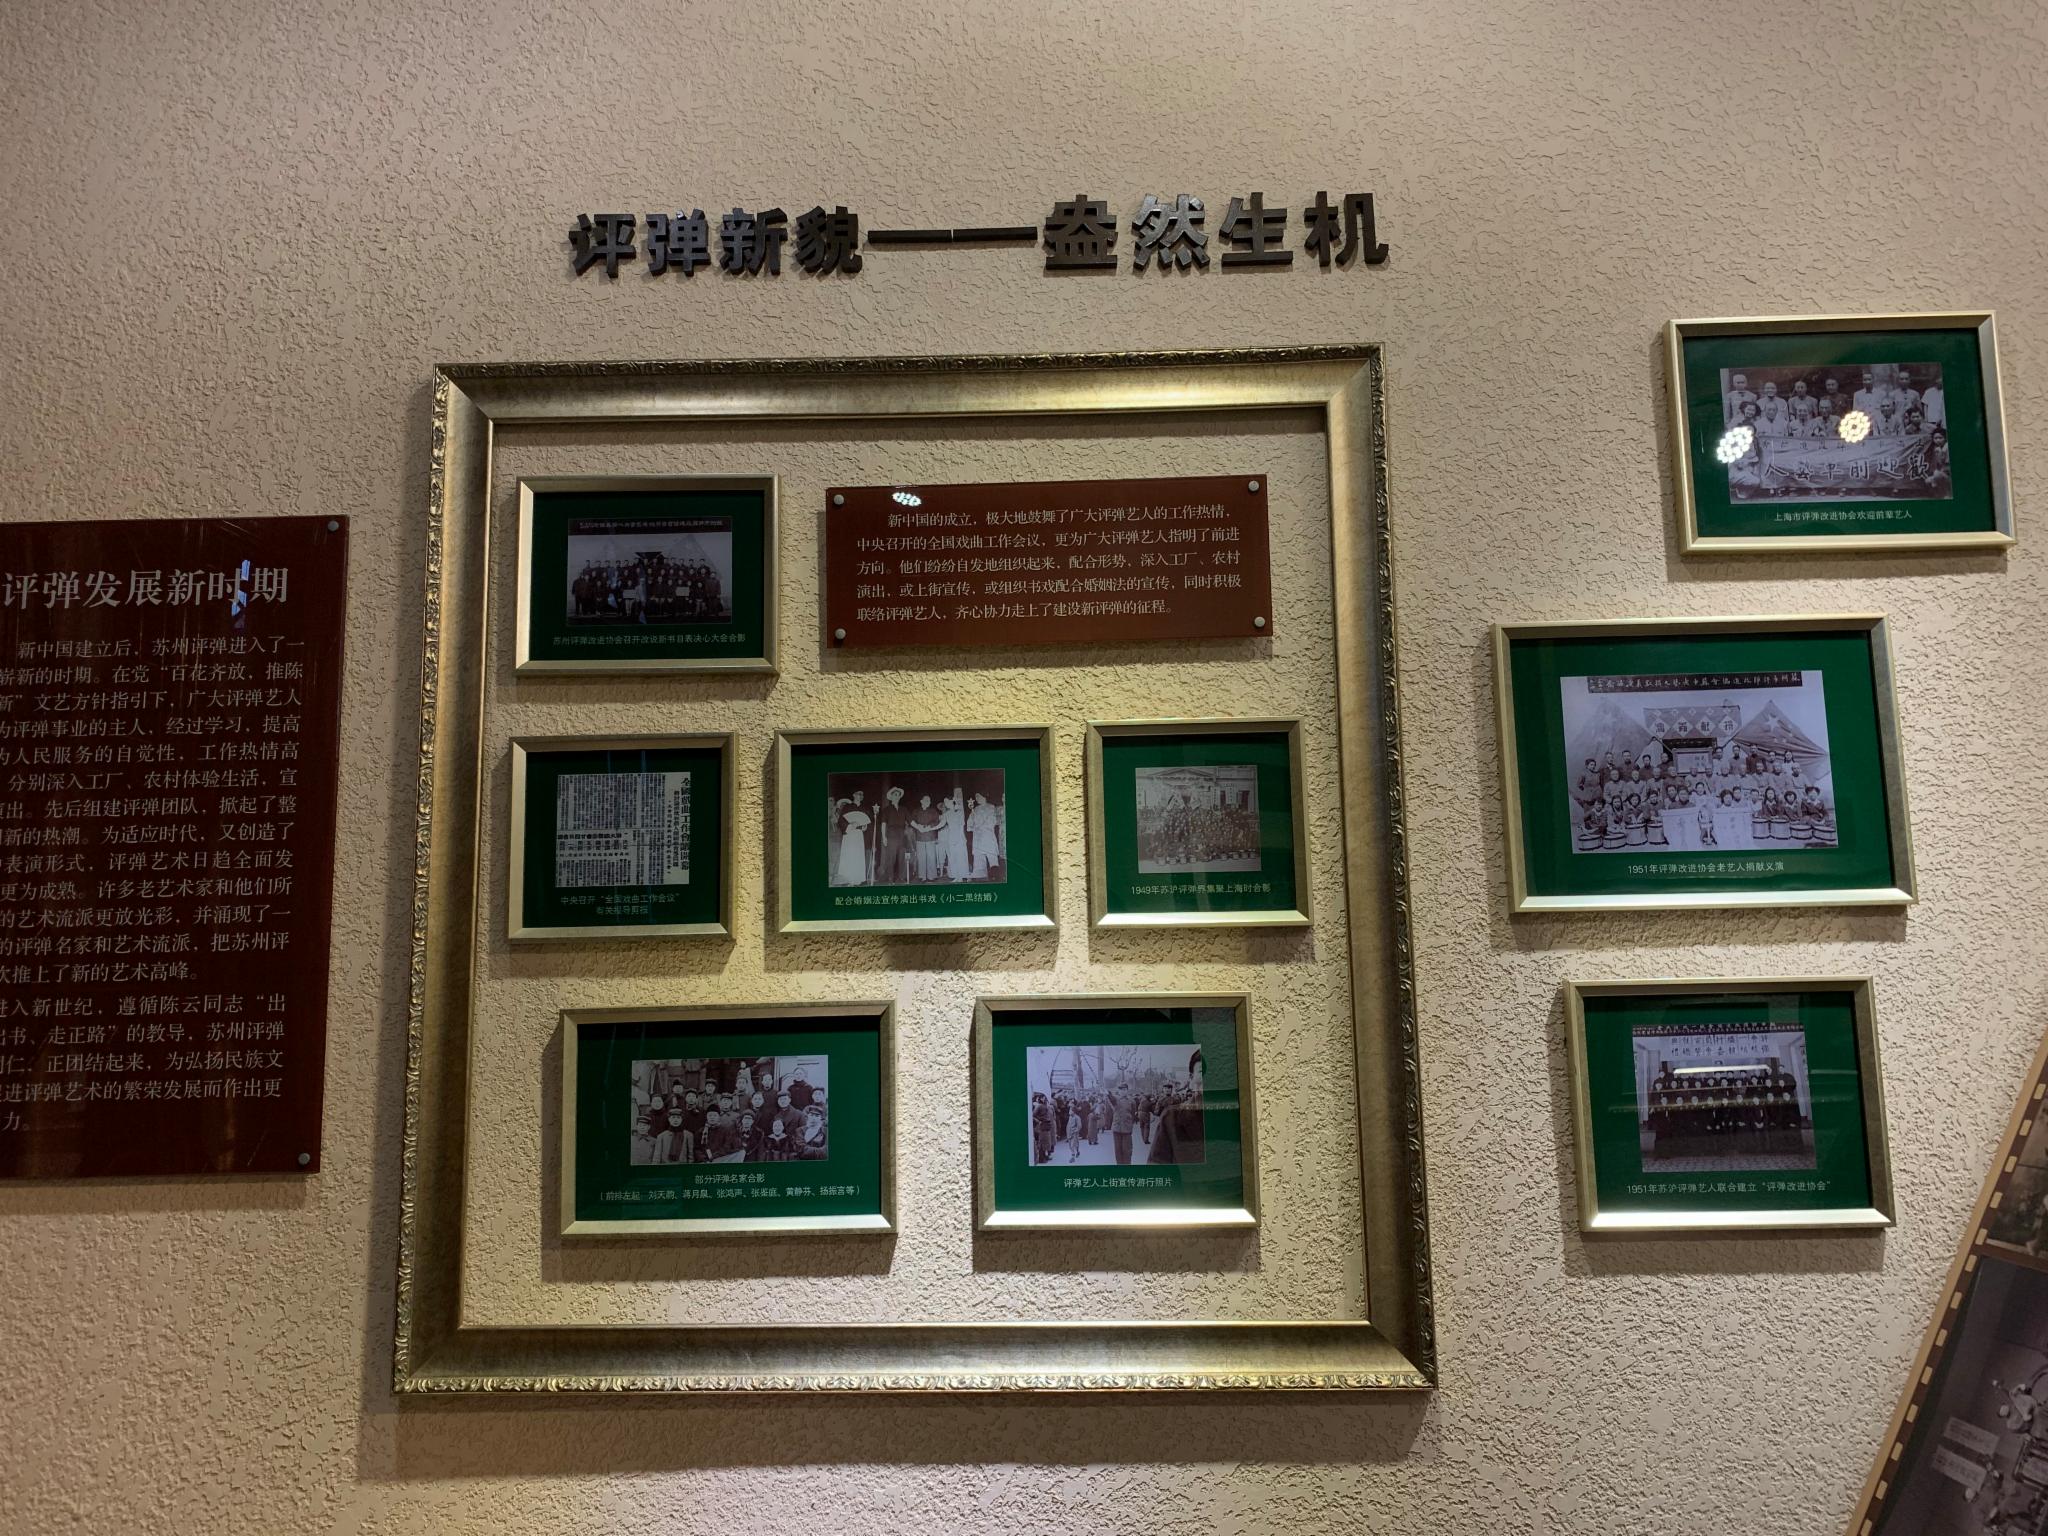 评弹新貌——盎然生机
评弹发展新时期
新中国建立后，苏州评弹进入了一
崭新的时期。在党“百花齐放，推陈
新”文艺方针指引下，广大评弹艺人
为评弹事业的主人，经过学习，提高
为人民服务的自觉性，工作热情高
分别深入工厂、农村体验生活，宣
演出。先后组建评弹团队，掀起了整
创新的热潮。为适应时代，又创造了
表演形式，评弹艺术日趋全面发
更为成熟。许多老艺术家和他们所
的艺术流派更放光彩，并涌现了一
的评弹名家和艺术流派，把苏州评
次推上了新的艺术高峰。
进入新世纪，遵循陈云同志“出
出书、走正路”的教导，苏州评弹
同仁：正团结起来，为弘扬民族文
促进评弹艺术的繁荣发展而作出更
力。
苏州评弹改进协会召开改说新书目表决心大会合影
新中国的成立，极大地鼓舞了广大评弹艺人的工作热情，
中央召开的全国戏曲工作会议，更为广大评弹艺人指明了前进
方向。他们纷纷自发地组织起来，配合形势，深入工厂、农村
演出，或上街宣传，或组织书戏配合婚姻法的宣传，同时积极
联络评弹艺人，齐心协力走上了建设新评弹的征程。
中央召开“全国戏曲工作会议”
有关报导剪报
配合婚姻法宣传演出书戏《小二黑结婚》
1949年苏沪评弹界集聚上海时合影
部分评弹名家合影
（前排左起 刘天韵、蒋月泉、张鸿声、张鉴庭、黄静芬、扬振言等）
评弹艺人上街宣传游行照片
人藝輩前迎歡
上海市评弹改进协会欢迎前辈艺人
1951年评弹改进协会老艺人捐献义演
1951年苏沪评弹艺人联合建立“评弹改进协会”